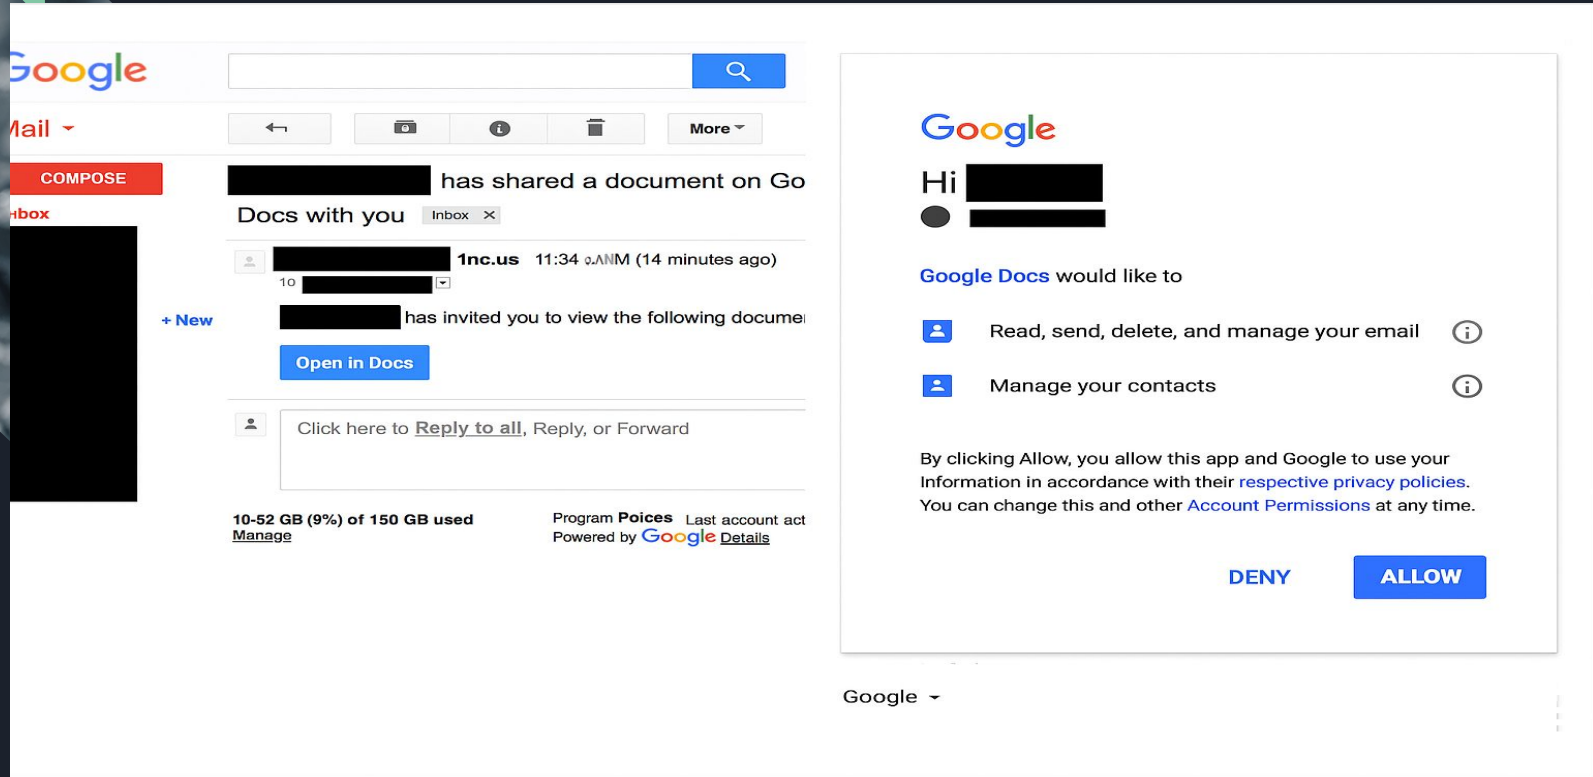 Google
Mail
More
COMPOSE
has shared a document on Go
Docs with you Inbox X
1nc.us 11:34 (14 minutes ago)
10
+ New
has invited you to view the following docume
Open in Docs
Click here to Reply to all, Reply, or Forward
10-52 GB (9%) of 150 GB used
Manage
Program Poices Last account act
Powered by Google Details
Google
Hi
Google Docs would like to
Read, send, delete, and manage your email
Manage your contacts
By clicking Allow, you allow this app and Google to use your
Information in accordance with their respective privacy policies.
You can change this and other Account Permissions at any time.
DENY ALLOW
Google